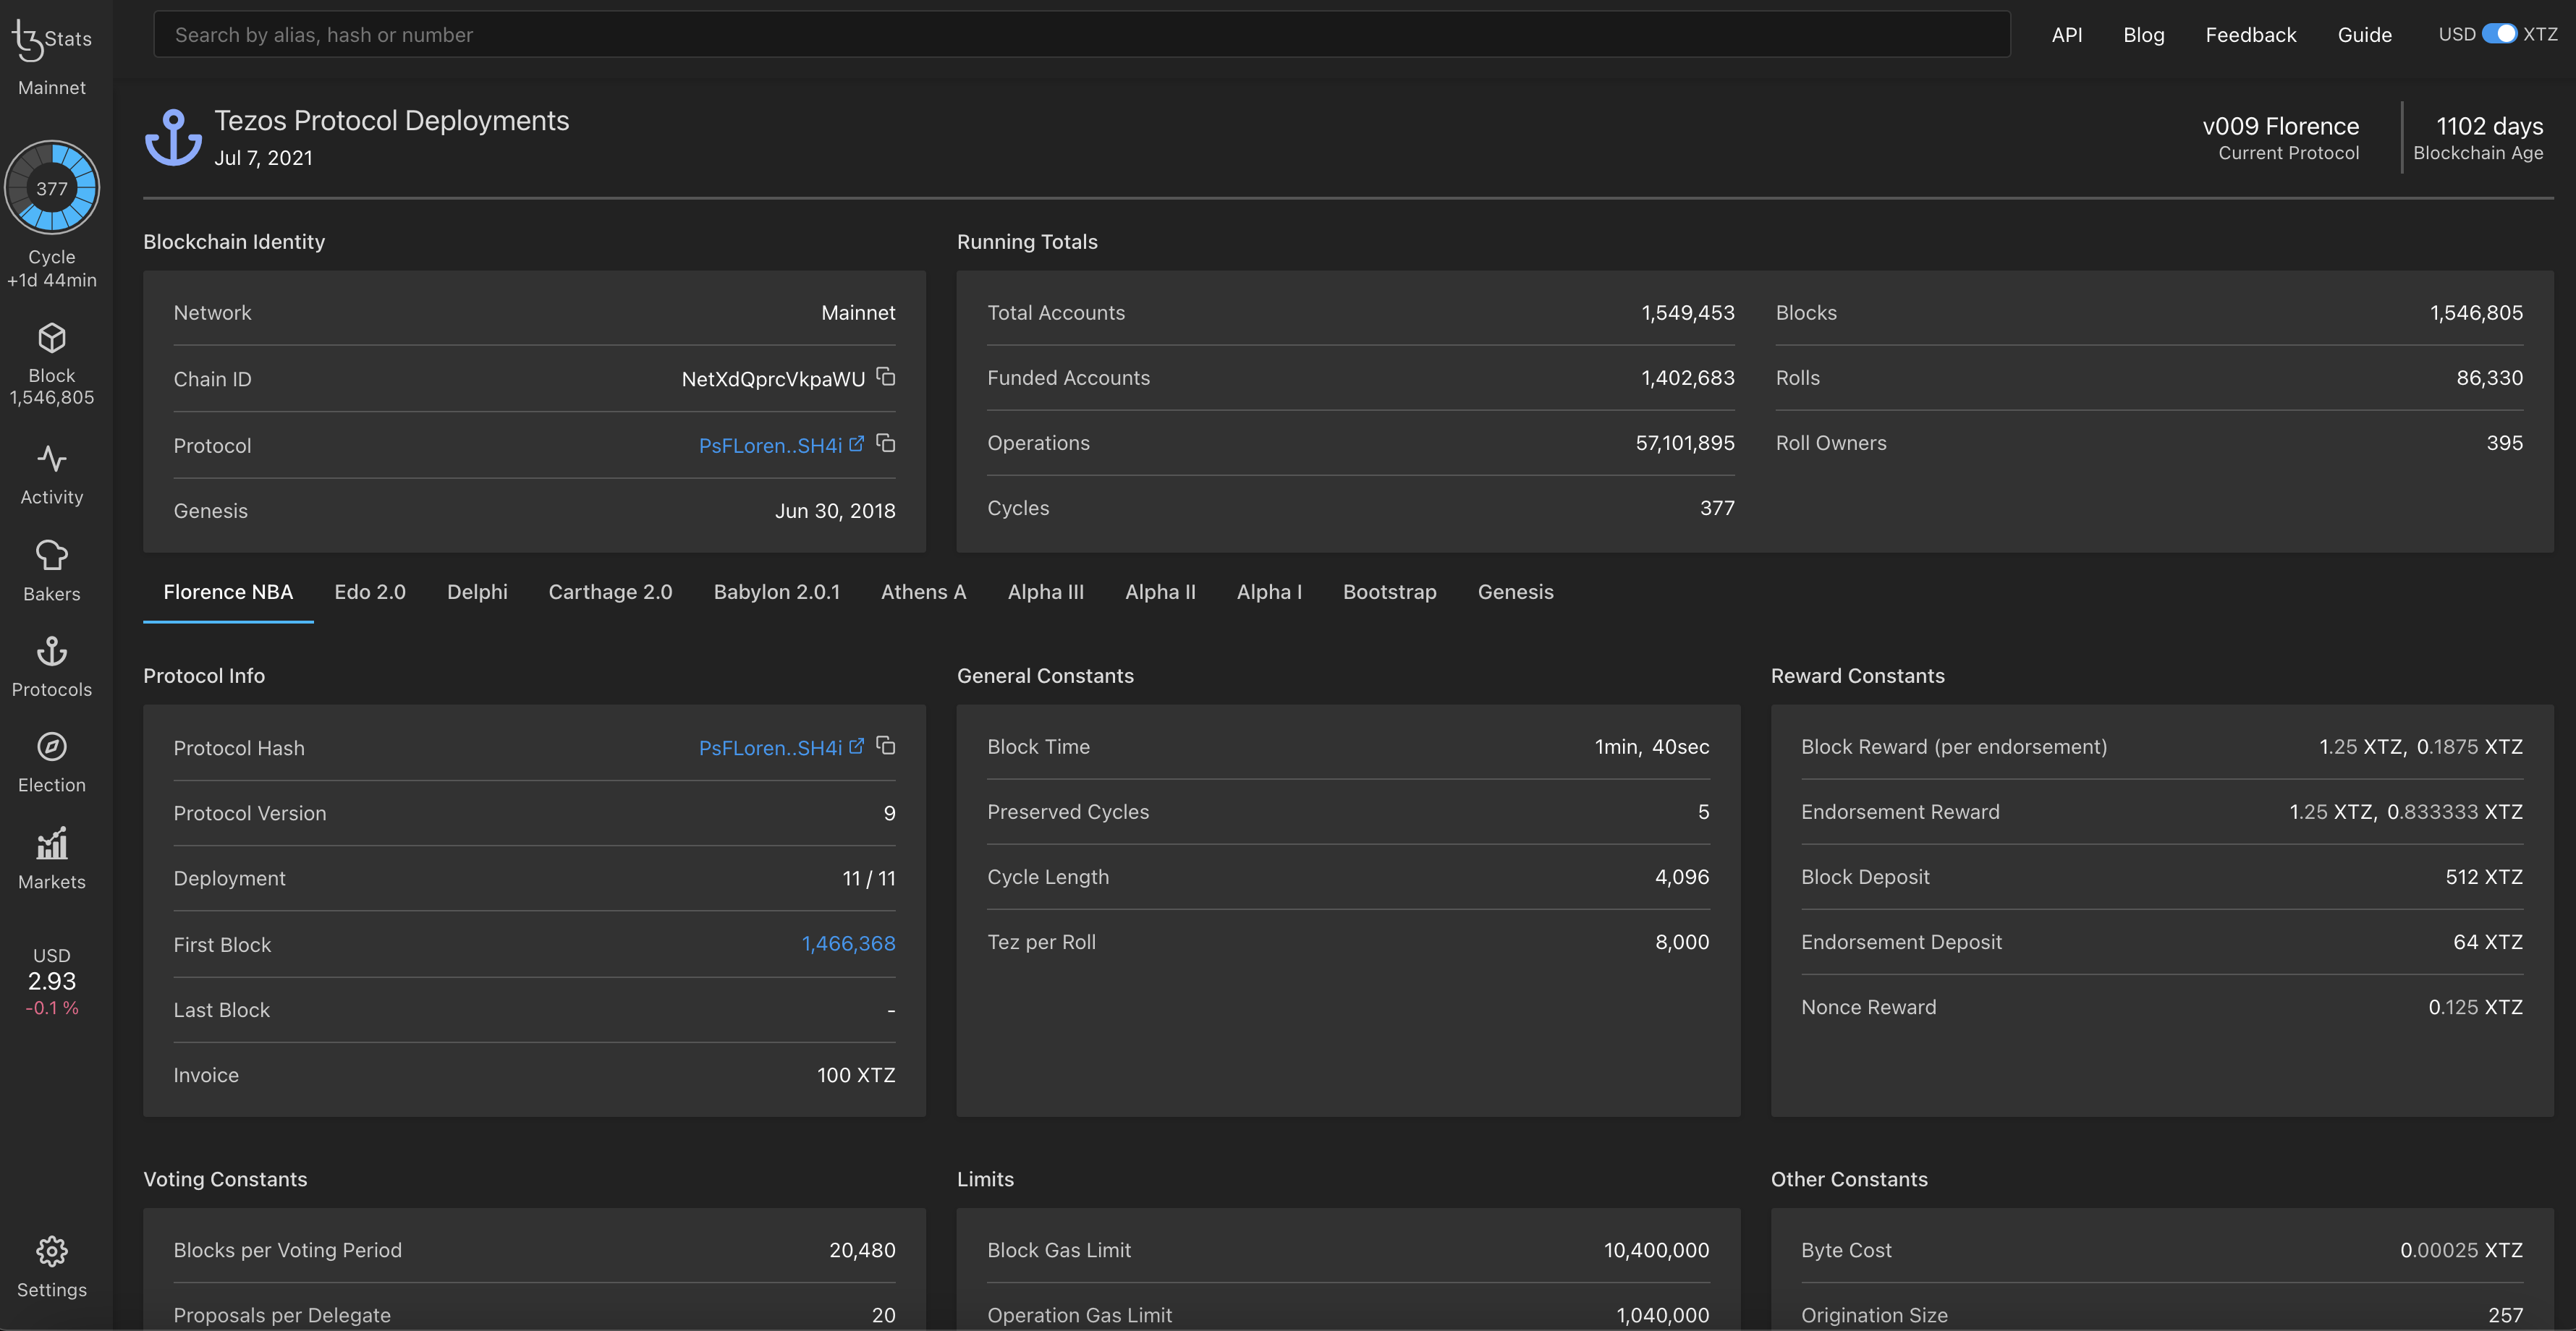 tz Stats
Mainnet
377
Cycle
+1d 44min
Block
1,546,805
Activity
Bakers
Protocols
Election
Markets
USD
2.93
-0.1 %
Settings
Search by alias, hash or number
API Blog Feedback Guide USD XTZ
Tezos Protocol Deployments
Jul 7, 2021
v009 Florence
Current Protocol
1102 days
Blockchain Age
Blockchain Identity
Network Mainnet
Chain ID NetXdQprcVkpaWU
Protocol PsFLoren..SH4i
Genesis Jun 30, 2018
Running Totals
Total Accounts 1,549,453
Funded Accounts 1,402,683
Operations 57,101,895
Cycles 377
Blocks 1,546,805
Rolls 86,330
Roll Owners 395
Florence NBA Edo 2.0 Delphi Carthage 2.0 Babylon 2.0.1 Athens A Alpha III Alpha II Alpha I Bootstrap Genesis
Protocol Info
Protocol Hash PsFLoren..SH4i
Protocol Version 9
Deployment 11 / 11
First Block 1,466,368
Last Block -
Invoice 100 XTZ
General Constants
Block Time 1min, 40sec
Preserved Cycles 5
Cycle Length 4,096
Tez per Roll 8,000
Reward Constants
Block Reward (per endorsement) 1.25 XTZ, 0.1875 XTZ
Endorsement Reward 1.25 XTZ, 0.833333 XTZ
Block Deposit 512 XTZ
Endorsement Deposit 64 XTZ
Nonce Reward 0.125 XTZ
Voting Constants
Blocks per Voting Period 20,480
Proposals per Delegate 20
Limits
Block Gas Limit 10,400,000
Operation Gas Limit 1,040,000
Other Constants
Byte Cost 0.00025 XTZ
Origination Size 257